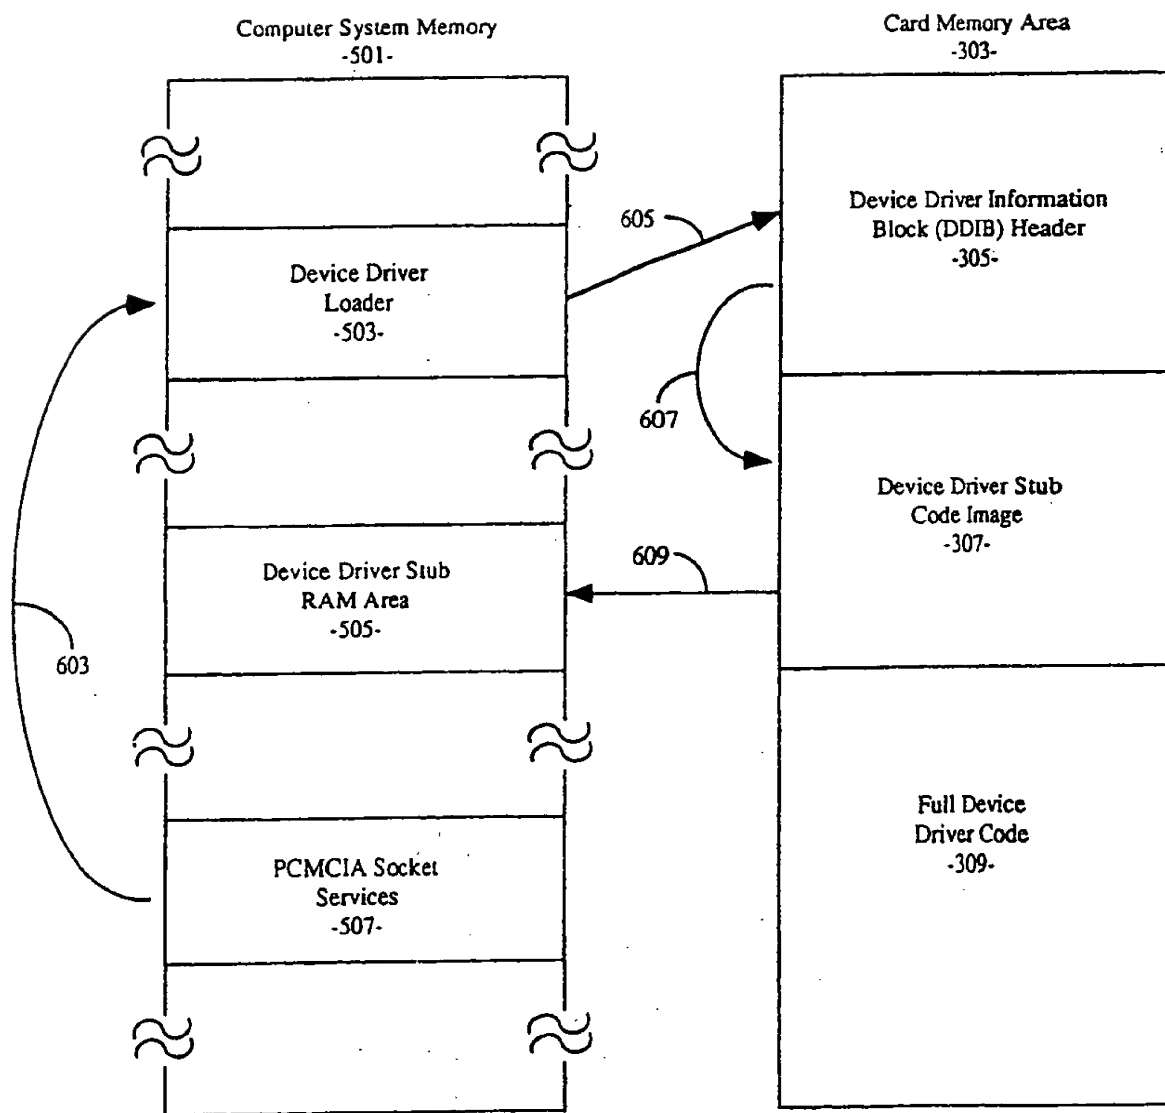 Computer System Memory
-501-
Card Memory Area
-303-
605
Device Driver Information
Block (DDIB) Header
-305-
Device Driver
Loader
-503-
607
Device Driver Stub
Code Image
-307-
609
Device Driver Stub
RAM Area
-505-
603
Full Device
Driver Code
-309-
PCMCIA Socket
Services
-507-